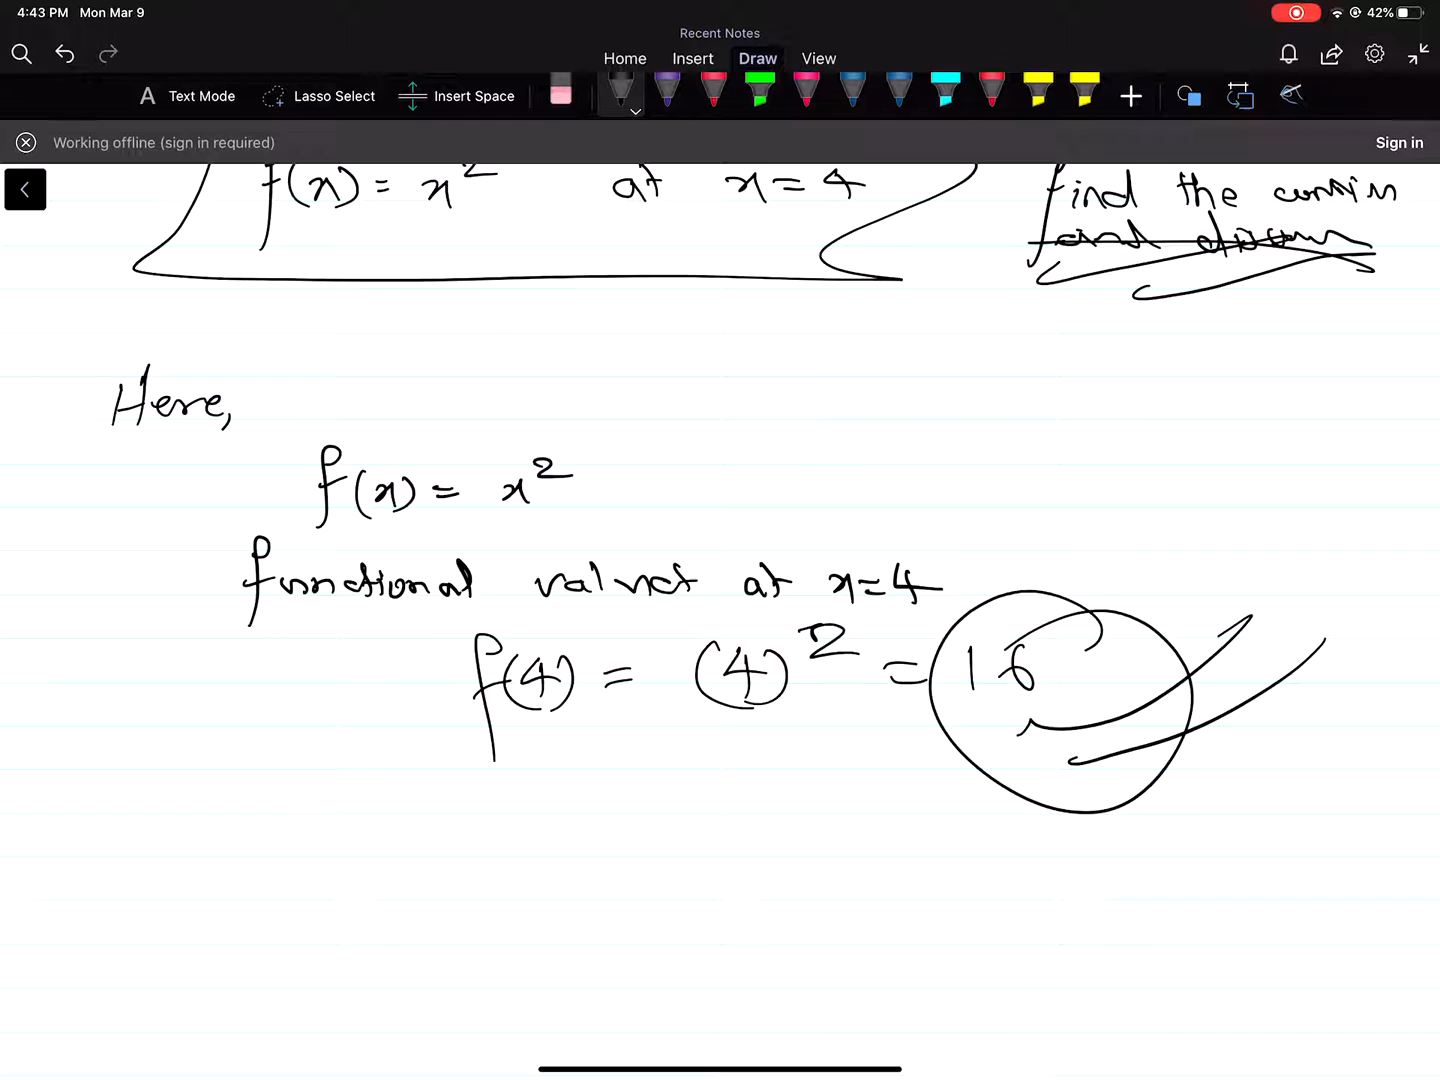 4:43 PM Mon Mar 9 42%
Recent Notes
Home Insert Draw View
A Text Mode Lasso Select Insert Space
Working offline (sign in required) Sign in
f(x) = x² at x = 4
find the
and
Here,
f(x) = x²
functional at x=4
f(4) = (4)² = 16